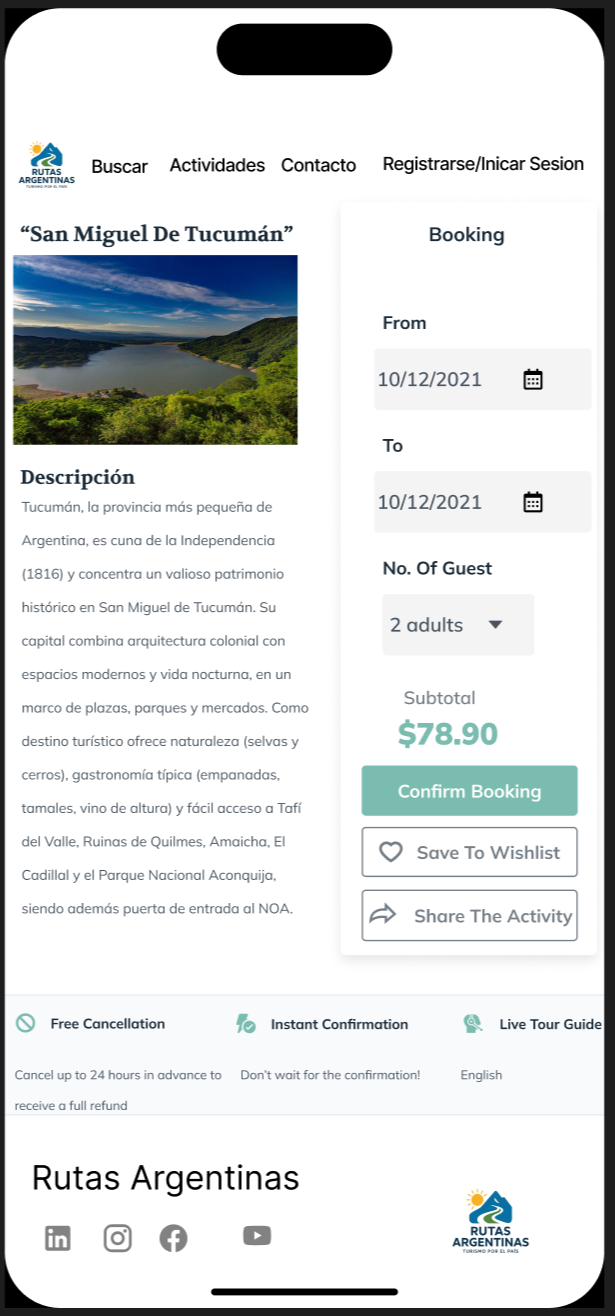 RUTAS
ARGENTINAS
TURISMO POR EL PAÍS
Buscar
Actividades
Contacto
Registrarse/Inicar Sesion
“San Miguel De Tucumán”
Descripción
Tucumán, la provincia más pequeña de
Argentina, es cuna de la Independencia
(1816) y concentra un valioso patrimonio
histórico en San Miguel de Tucumán. Su
capital combina arquitectura colonial con
espacios modernos y vida nocturna, en un
marco de plazas, parques y mercados. Como
destino turístico ofrece naturaleza (selvas y
cerros), gastronomía típica (empanadas,
tamales, vino de altura) y fácil acceso a Tafí
del Valle, Ruinas de Quilmes, Amaicha, El
Cadillal y el Parque Nacional Aconquija,
siendo además puerta de entrada al NOA.
Booking
From
10/12/2021
To
10/12/2021
No. Of Guest
2 adults
Subtotal
$78.90
Confirm Booking
Save To Wishlist
Share The Activity
Free Cancellation
Cancel up to 24 hours in advance to
receive a full refund
Instant Confirmation
Don't wait for the confirmation!
Live Tour Guide
English
Rutas Argentinas
RUTAS
ARGENTINAS
TURISMO POR EL PAÍS